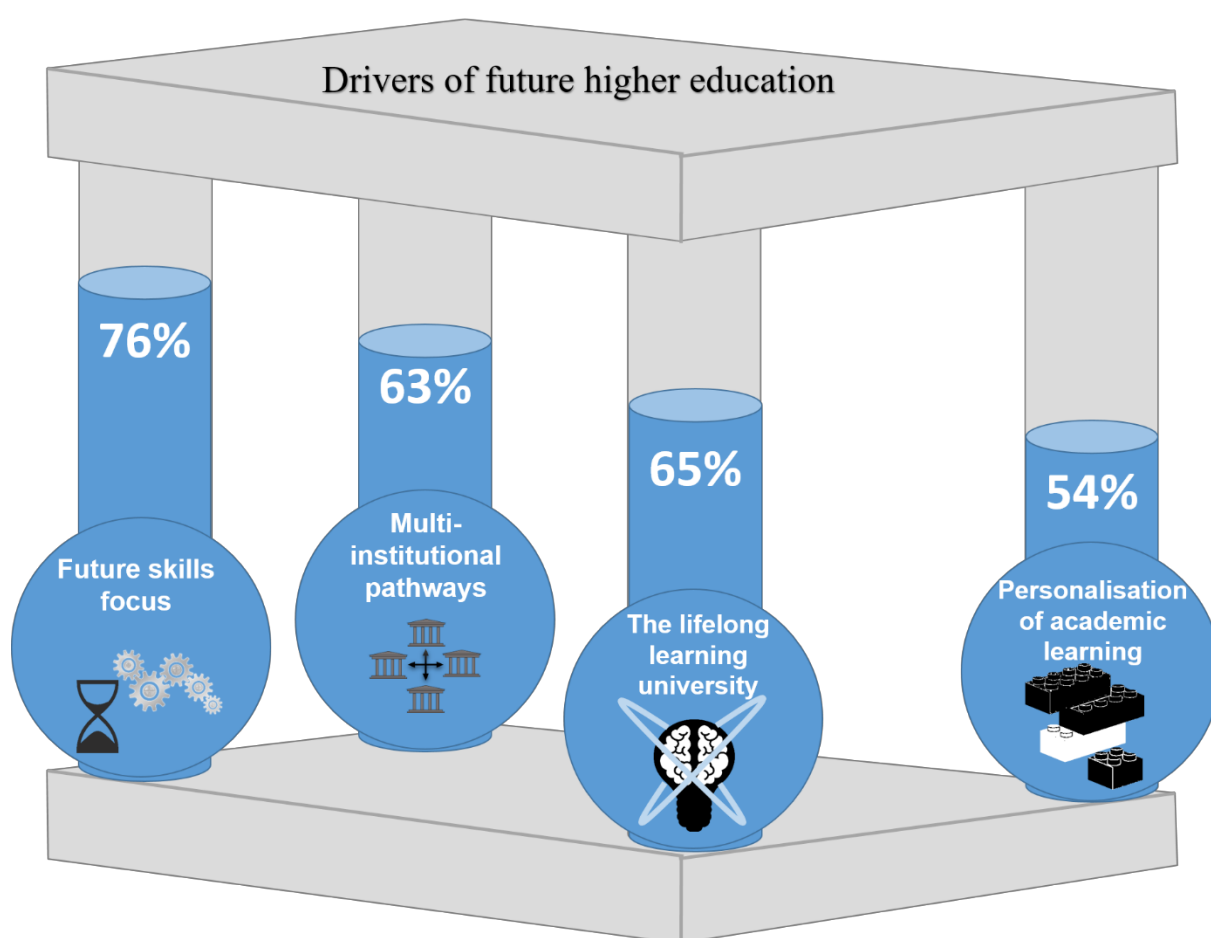 Drivers of future higher education
76%
63%
65%
54%
Future skills
focus
Multi-
institutional
pathways
The lifelong
learning
university
Personalisation
of academic
learning